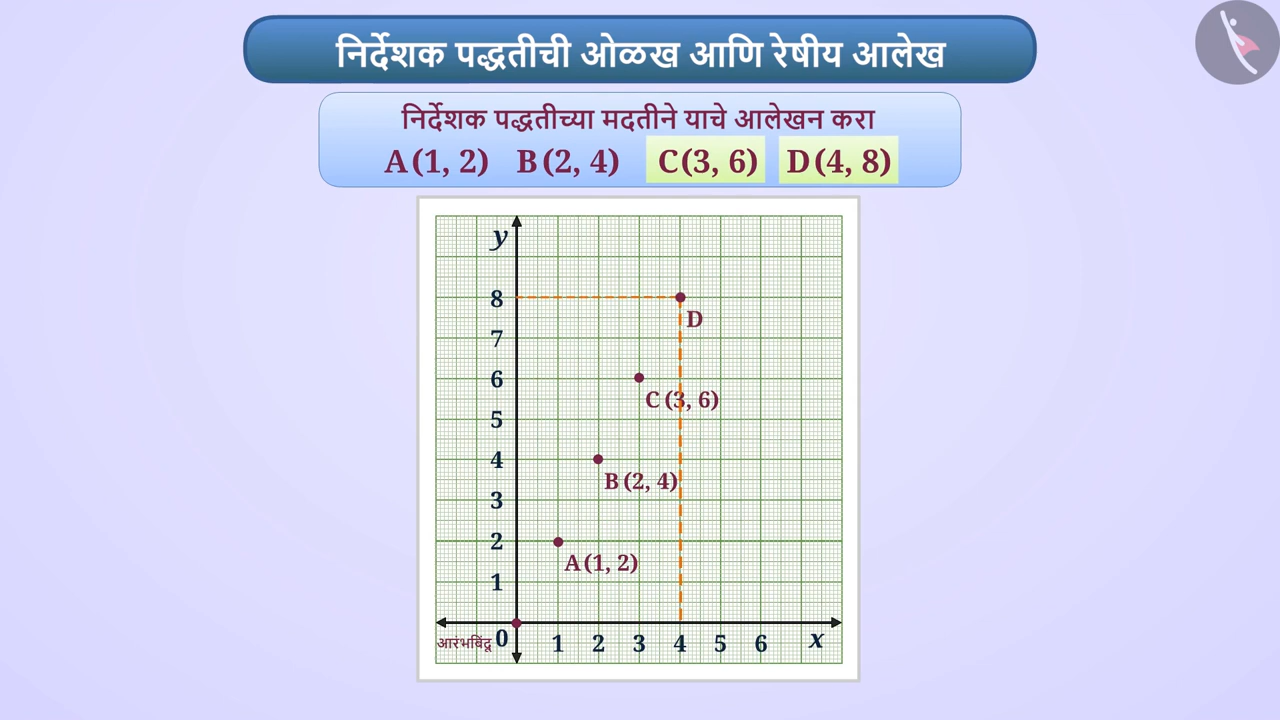 निर्देशक पद्धतीची ओळख आणि रेषीय आलेख
निर्देशक पद्धतीच्या मदतीने याचे आलेखन करा
A(1, 2) B(2, 4) C(3, 6) D(4, 8)
y
8
D
7
6
C(3, 6)
5
4
B(2, 4)
3
2
A(1, 2)
1
आरंभबिंदू 0 1 2 3 4 5 6 x